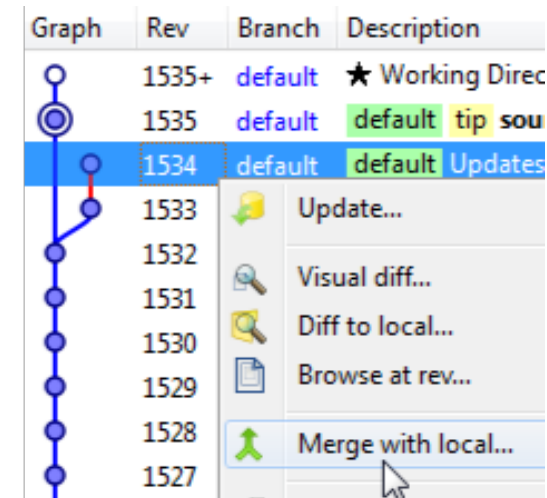 Graph Rev Branch Description
1535+ default ★ Working Direc
1535 default default tip sou
1534 default default Updates
1533 Update...
1532
Visual diff...
1531
Diff to local...
1530
Browse at rev...
1529
1528 Merge with local...
1527